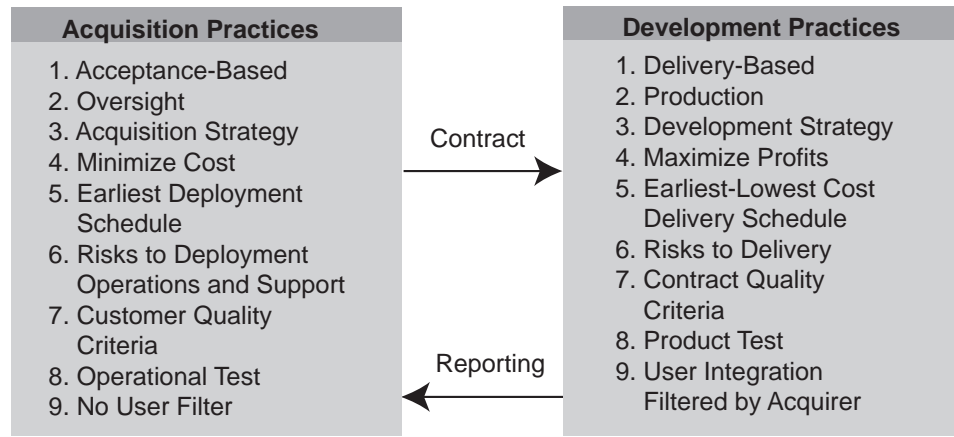 Acquisition Practices
1. Acceptance-Based
2. Oversight
3. Acquisition Strategy
4. Minimize Cost
5. Earliest Deployment
Schedule
6. Risks to Deployment
Operations and Support
7. Customer Quality
Criteria
8. Operational Test
9. No User Filter
Contract
Reporting
Development Practices
1. Delivery-Based
2. Production
3. Development Strategy
4. Maximize Profits
5. Earliest-Lowest Cost
Delivery Schedule
6. Risks to Delivery
7. Contract Quality
Criteria
8. Product Test
9. User Integration
Filtered by Acquirer